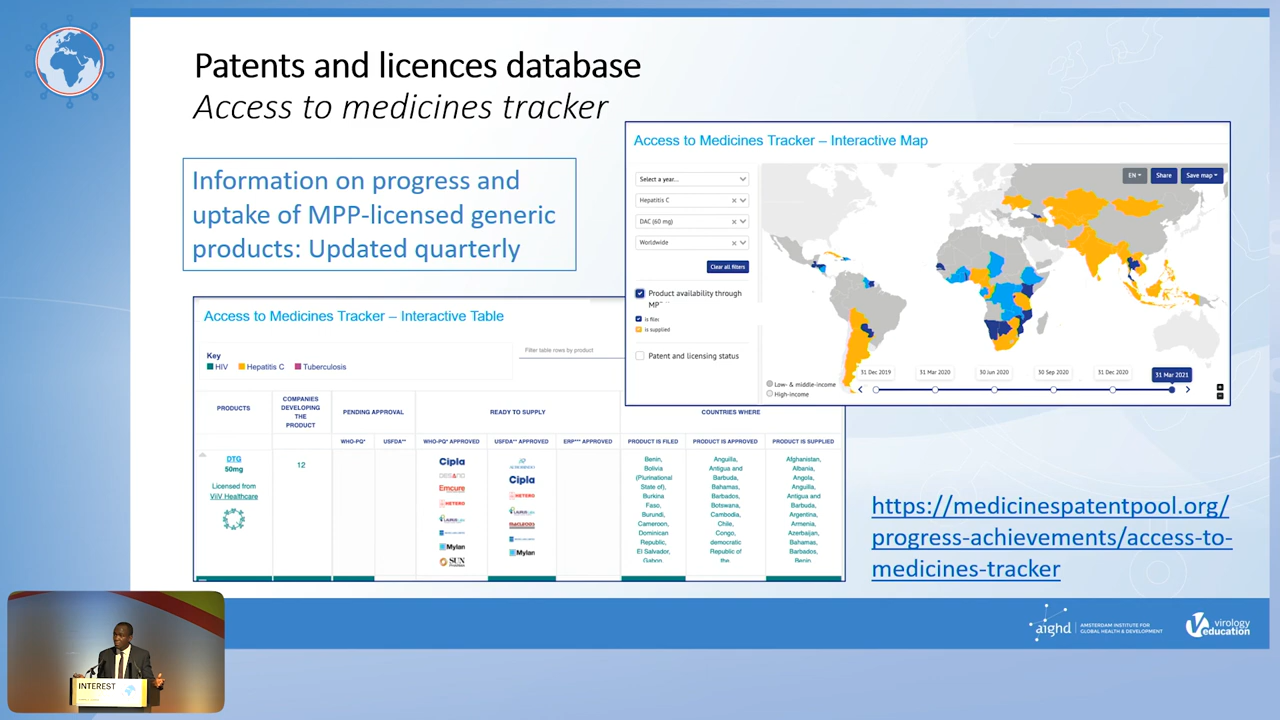 Patents and licences database
Access to medicines tracker
Information on progress and
uptake of MPP-licensed generic
products: Updated quarterly
Access to Medicines Tracker – Interactive Map
Select a year...
Hepatitis C
DAC (60 mg)
Worldwide
Clear all filters
Product availability through
is filed
is supplied
Patent and licensing status
EN
Share
Save map
Low- & middle-income
High-income
31 Dec 2019
31 Mar 2020
30 Jun 2020
30 Sep 2020
31 Dec 2020
31 Mar 2021
Access to Medicines Tracker – Interactive Table
Key
HIV
Hepatitis C
Tuberculosis
Filter table rows by product
PRODUCTS
COMPANIES
DEVELOPING
THE
PRODUCT
PENDING APPROVAL
READY TO SUPPLY
COUNTRIES WHERE
WHO-PQ*
USFDA**
WHO-PQ* APPROVED
USFDA** APPROVED
ERP*** APPROVED
PRODUCT IS FILED
PRODUCT IS APPROVED
PRODUCT IS SUPPLIED
DTG
50mg
Licensed from
ViiV Healthcare
12
Cipla
Emcure
HETERO
Mylan
SUN
Cipla
HETERO
Mylan
Benin,
Bolivia
(Plurinational
State of),
Burkina
Faso,
Burundi,
Cameroon,
Dominican
Republic,
El Salvador,
Gabon,
Anguilla,
Antigua and
Barbuda,
Bahamas,
Barbados,
Botswana,
Cambodia,
Chile,
Congo,
democratic
Republic of
the
Afghanistan,
Albania,
Angola,
Anguilla,
Antigua and
Barbuda,
Argentina,
Armenia,
Azerbaijan,
Bahamas,
Barbados,
Benin
https://medicinespatentpool.org/
progress-achievements/access-to-
medicines-tracker
INTEREST
aighd
AMSTERDAM INSTITUTE FOR
GLOBAL HEALTH & DEVELOPMENT
virology
education